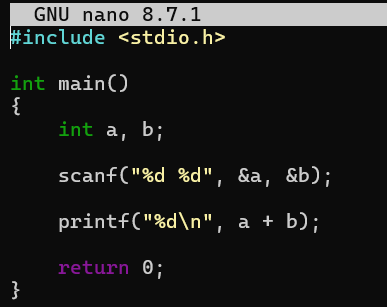 GNU nano 8.7.1
#include <stdio.h>
int main()
{
    int a, b;
    scanf("%d %d", &a, &b);
    printf("%d\n", a + b);
    return 0;
}